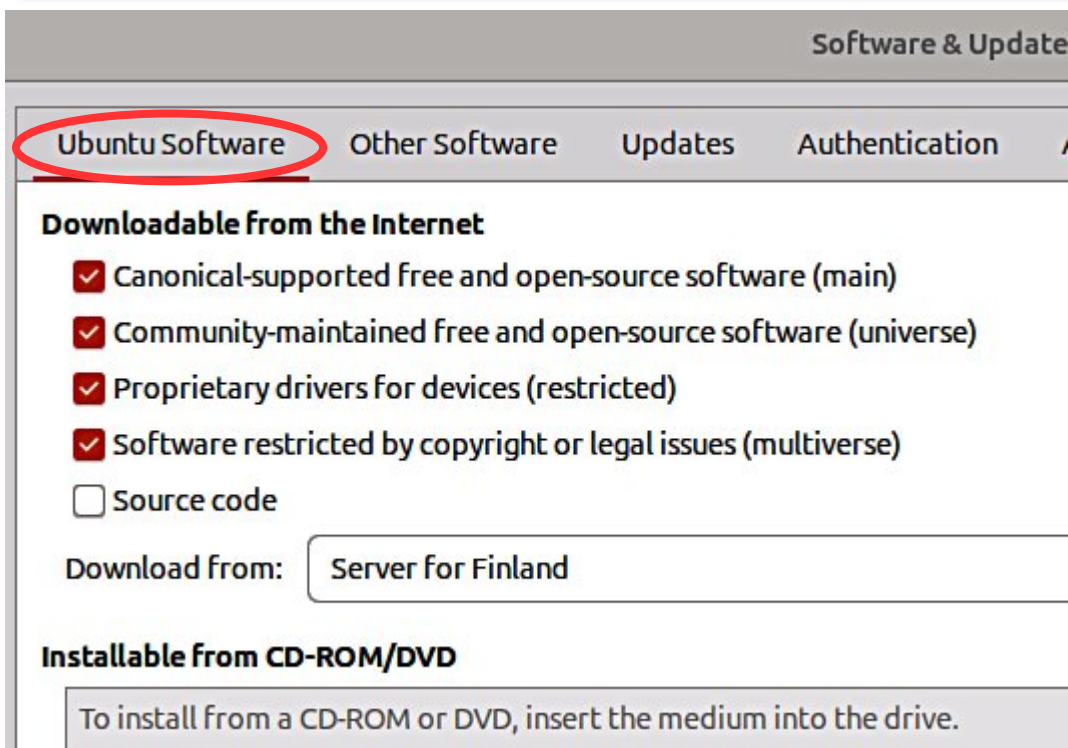 Software & Update
Ubuntu Software Other Software Updates Authentication
Downloadable from the Internet
Canonical-supported free and open-source software (main)
Community-maintained free and open-source software (universe)
Proprietary drivers for devices (restricted)
Software restricted by copyright or legal issues (multiverse)
Source code
Download from: Server for Finland
Installable from CD-ROM/DVD
To install from a CD-ROM or DVD, insert the medium into the drive.